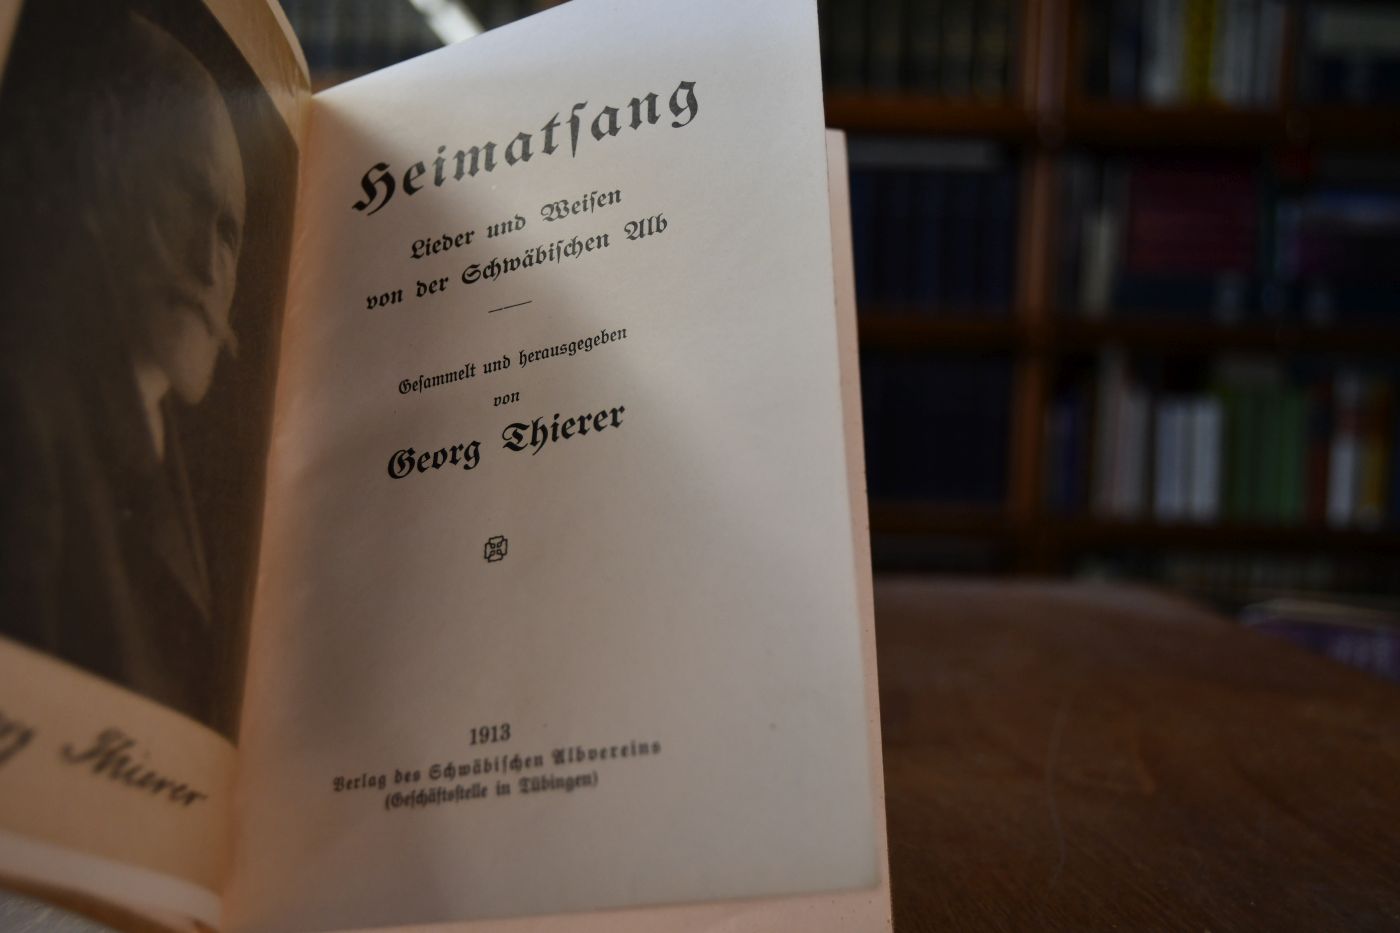 Heimatſang
Lieder und Weiſen
von der Schwäbiſchen Alb
Geſammelt und herausgegeben
von
Georg Thierer
1913
Verlag des Schwäbiſchen Albvereins
(Geſchäftsſtelle in Tübingen)
Thierer